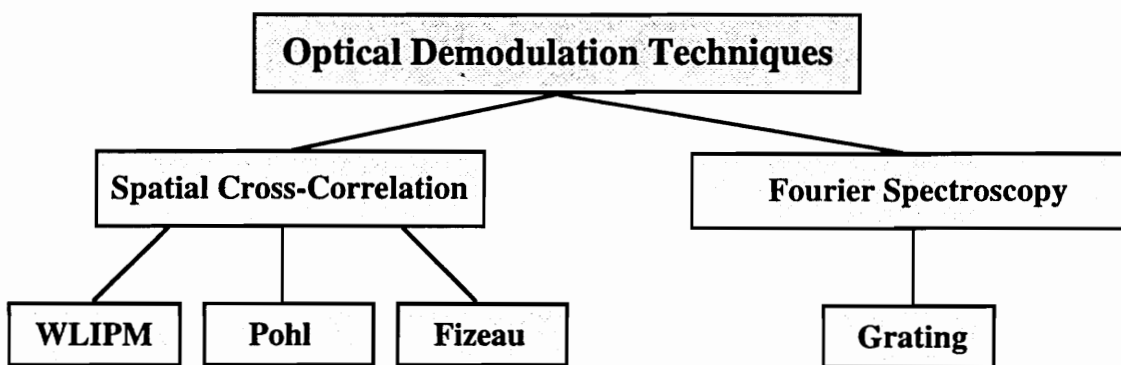 Optical Demodulation Techniques
Spatial Cross-Correlation
Fourier Spectroscopy
WLIPM
Pohl
Fizeau
Grating